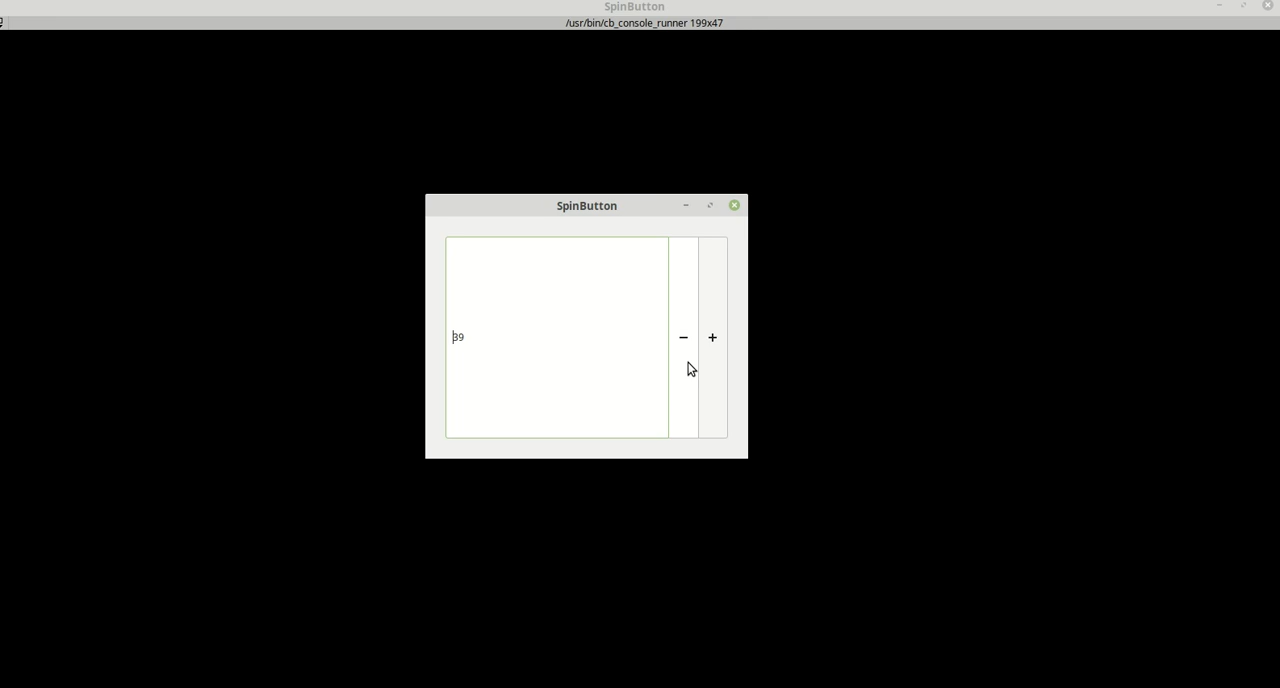 SpinButton
/usr/bin/cb_console_runner 199x47
SpinButton
39
− +